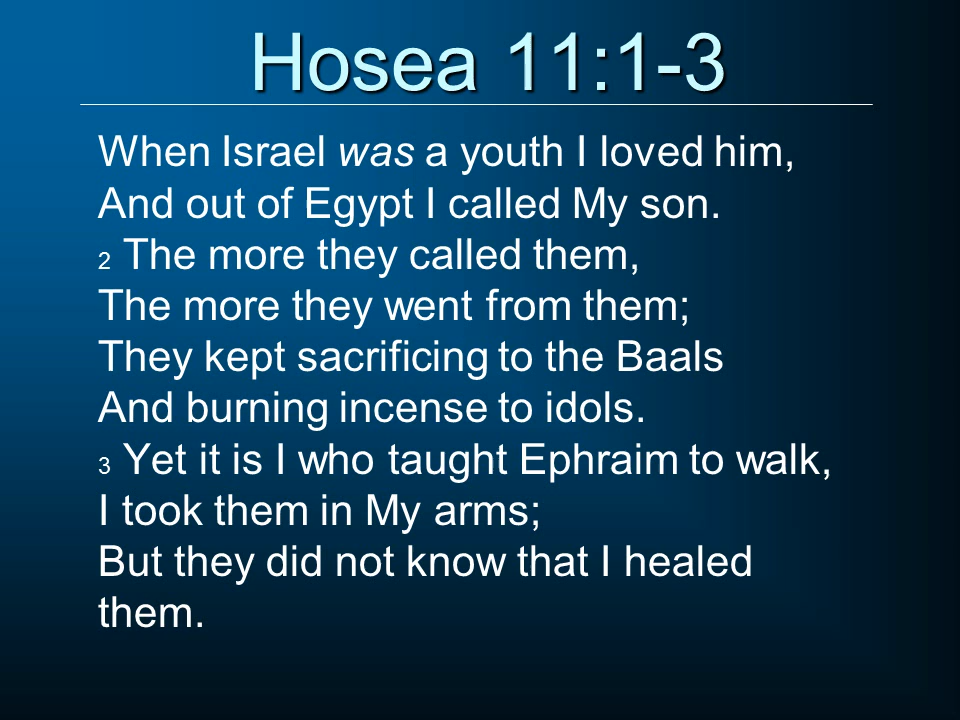 Hosea 11:1-3
When Israel was a youth I loved him,
And out of Egypt I called My son.
2 The more they called them,
The more they went from them;
They kept sacrificing to the Baals
And burning incense to idols.
3 Yet it is I who taught Ephraim to walk,
I took them in My arms;
But they did not know that I healed
them.